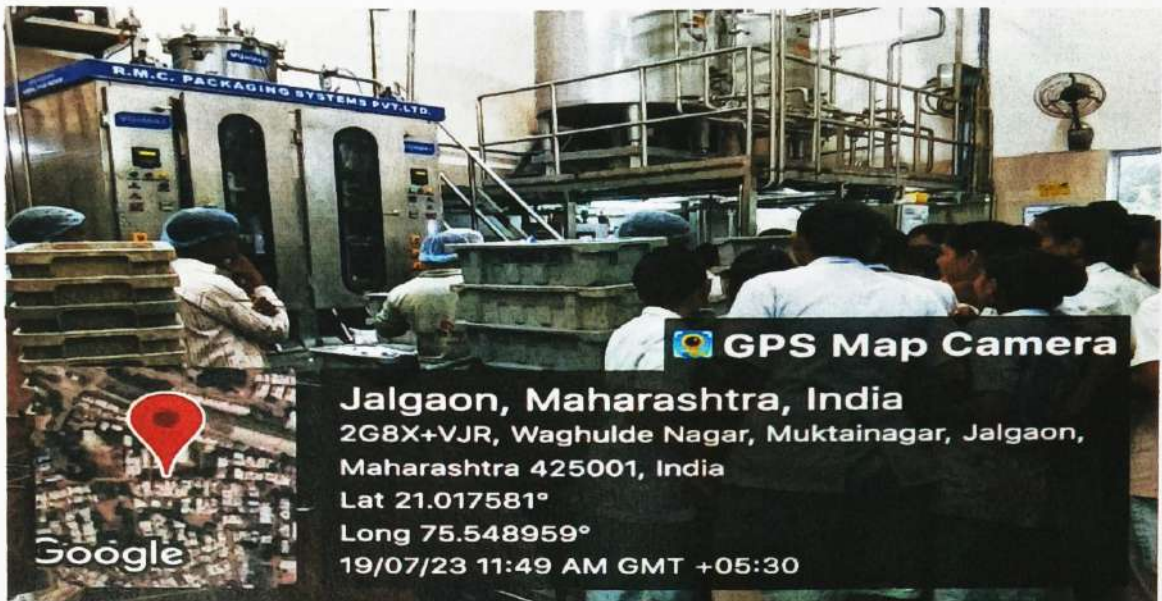 R.M.C. PACKAGING SYSTEMS PVT.LTD.
GPS Map Camera
Jalgaon, Maharashtra, India
2G8X+VJR, Waghulde Nagar, Muktainagar, Jalgaon,
Maharashtra 425001, India
Lat 21.017581°
Long 75.548959°
19/07/23 11:49 AM GMT +05:30
Google